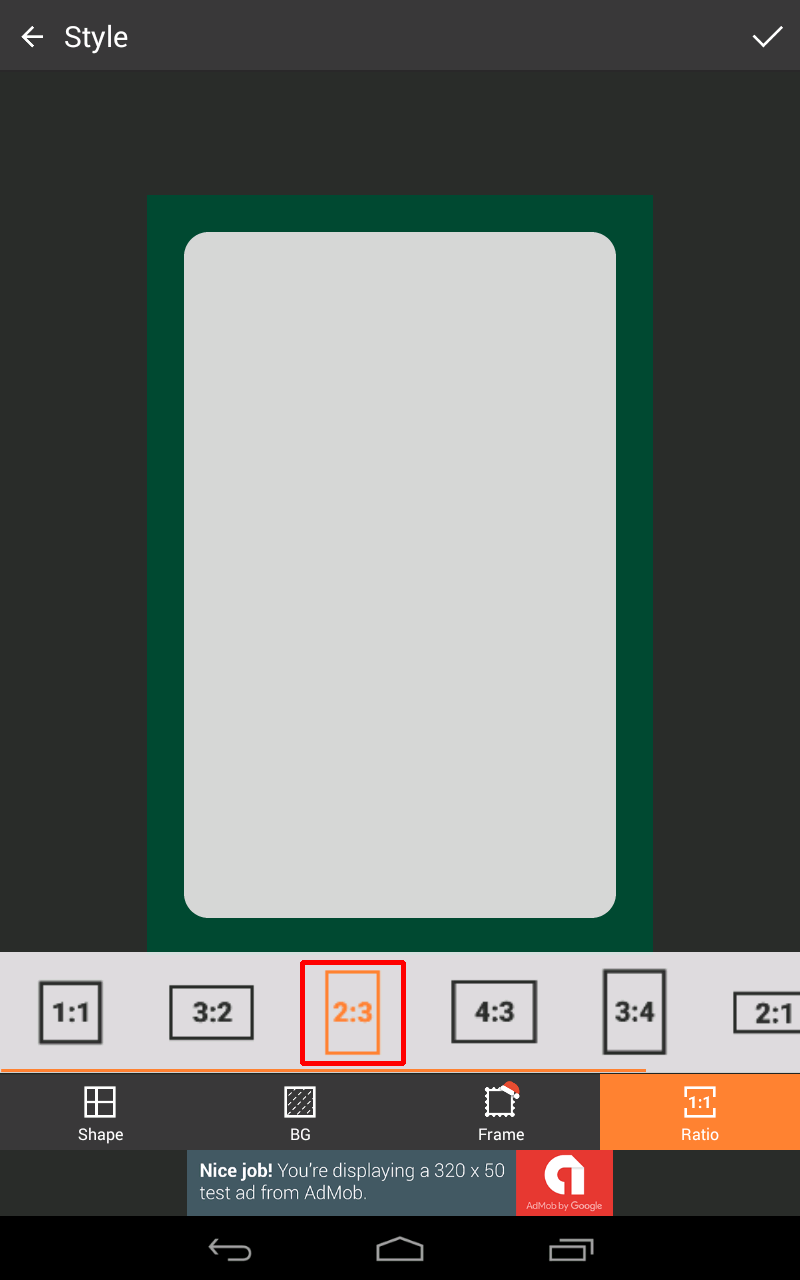 Style
1:1
3:2
2:3
4:3
3:4
2:1
Shape
BG
Frame
1:1
Ratio
Nice job! You're displaying a 320 x 50
test ad from AdMob.
AdMob by Google